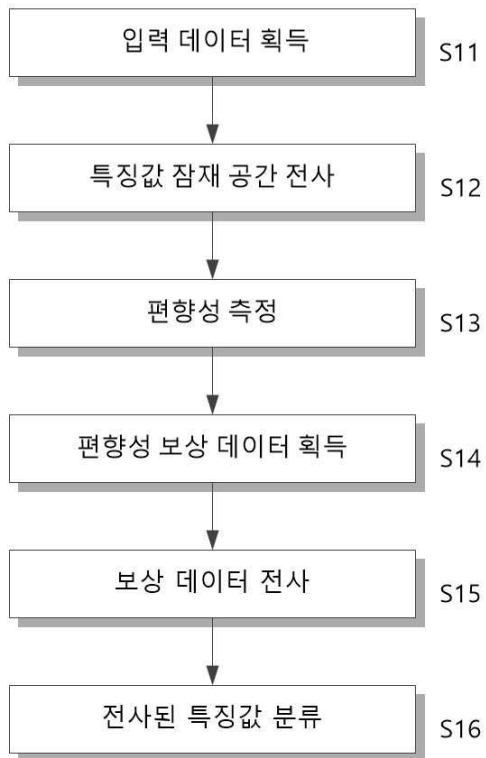 입력 데이터 획득
S11
특징값 잠재 공간 전사
S12
편향성 측정
S13
편향성 보상 데이터 획득
S14
보상 데이터 전사
S15
전사된 특징값 분류
S16